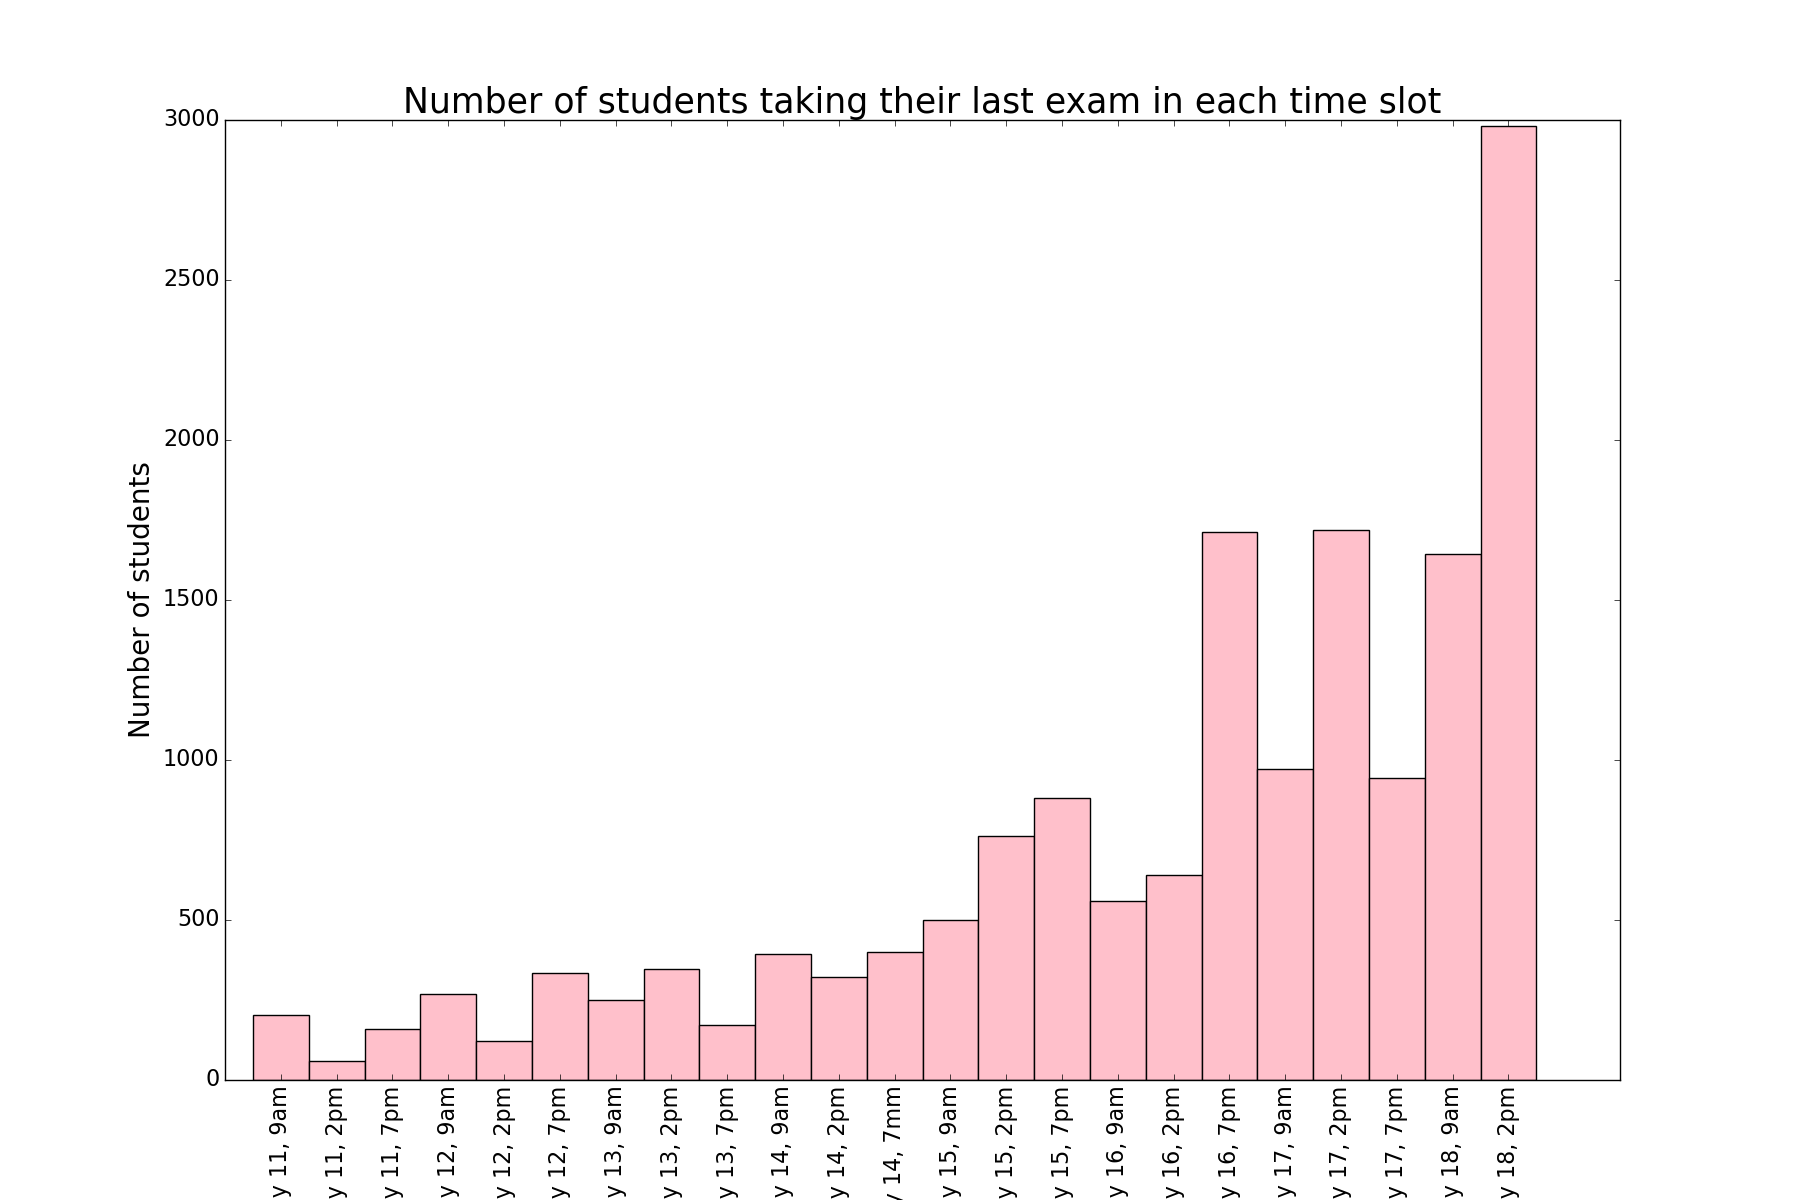 Number of students taking their last exam in each time slot
3000
2500
2000
1500
1000
500
0
Number of students
y 11, 9am
y 11, 2pm
y 11, 7pm
y 12, 9am
y 12, 2pm
y 12, 7pm
y 13, 9am
y 13, 2pm
y 13, 7pm
y 14, 9am
y 14, 2pm
y 14, 7mm
y 15, 9am
y 15, 2pm
y 15, 7pm
y 16, 9am
y 16, 2pm
y 16, 7pm
y 17, 9am
y 17, 2pm
y 17, 7pm
y 18, 9am
y 18, 2pm